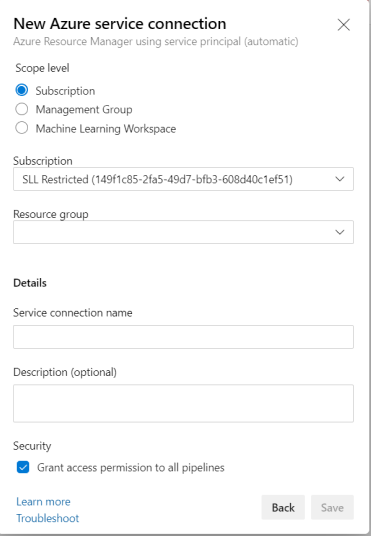 New Azure service connection
Azure Resource Manager using service principal (automatic)
Scope level
Subscription
Management Group
Machine Learning Workspace
Subscription
SLL Restricted (149f1c85-2fa5-49d7-bfb3-608d40c1ef51)
Resource group
Details
Service connection name
Description (optional)
Security
Grant access permission to all pipelines
Learn more
Troubleshoot
Back
Save